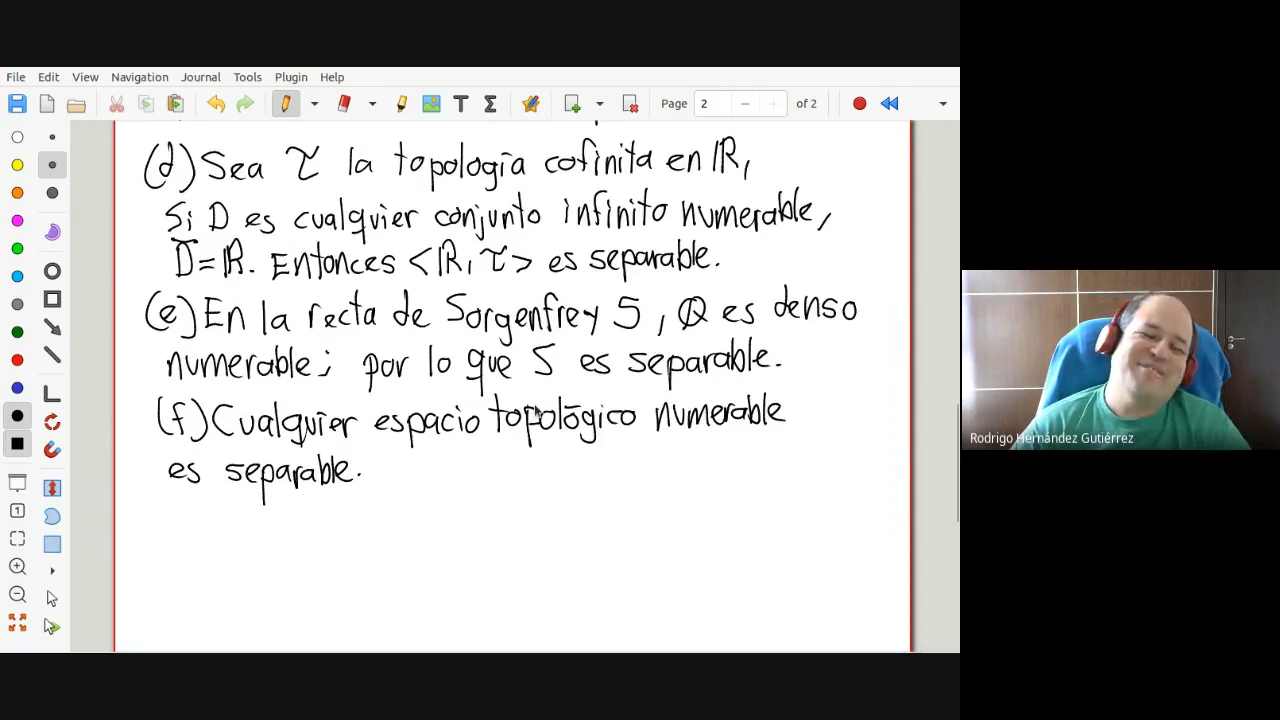 File Edit View Navigation Journal Tools Plugin Help
Page 2 of 2
(d) Sea τ la topología cofinita en ℝ,
Si D es cualquier conjunto infinito numerable,
D̅=ℝ. Entonces <ℝ,τ> es separable.
(e) En la recta de Sorgenfrey S, ℚ es denso
numerable; por lo que S es separable.
(f) Cualquier espacio topológico numerable
es separable.
Rodrigo Hernández Gutiérrez